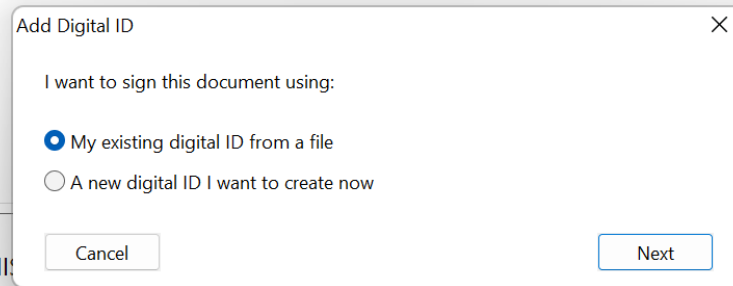 Add Digital ID
I want to sign this document using:
My existing digital ID from a file
A new digital ID I want to create now
Cancel
Next